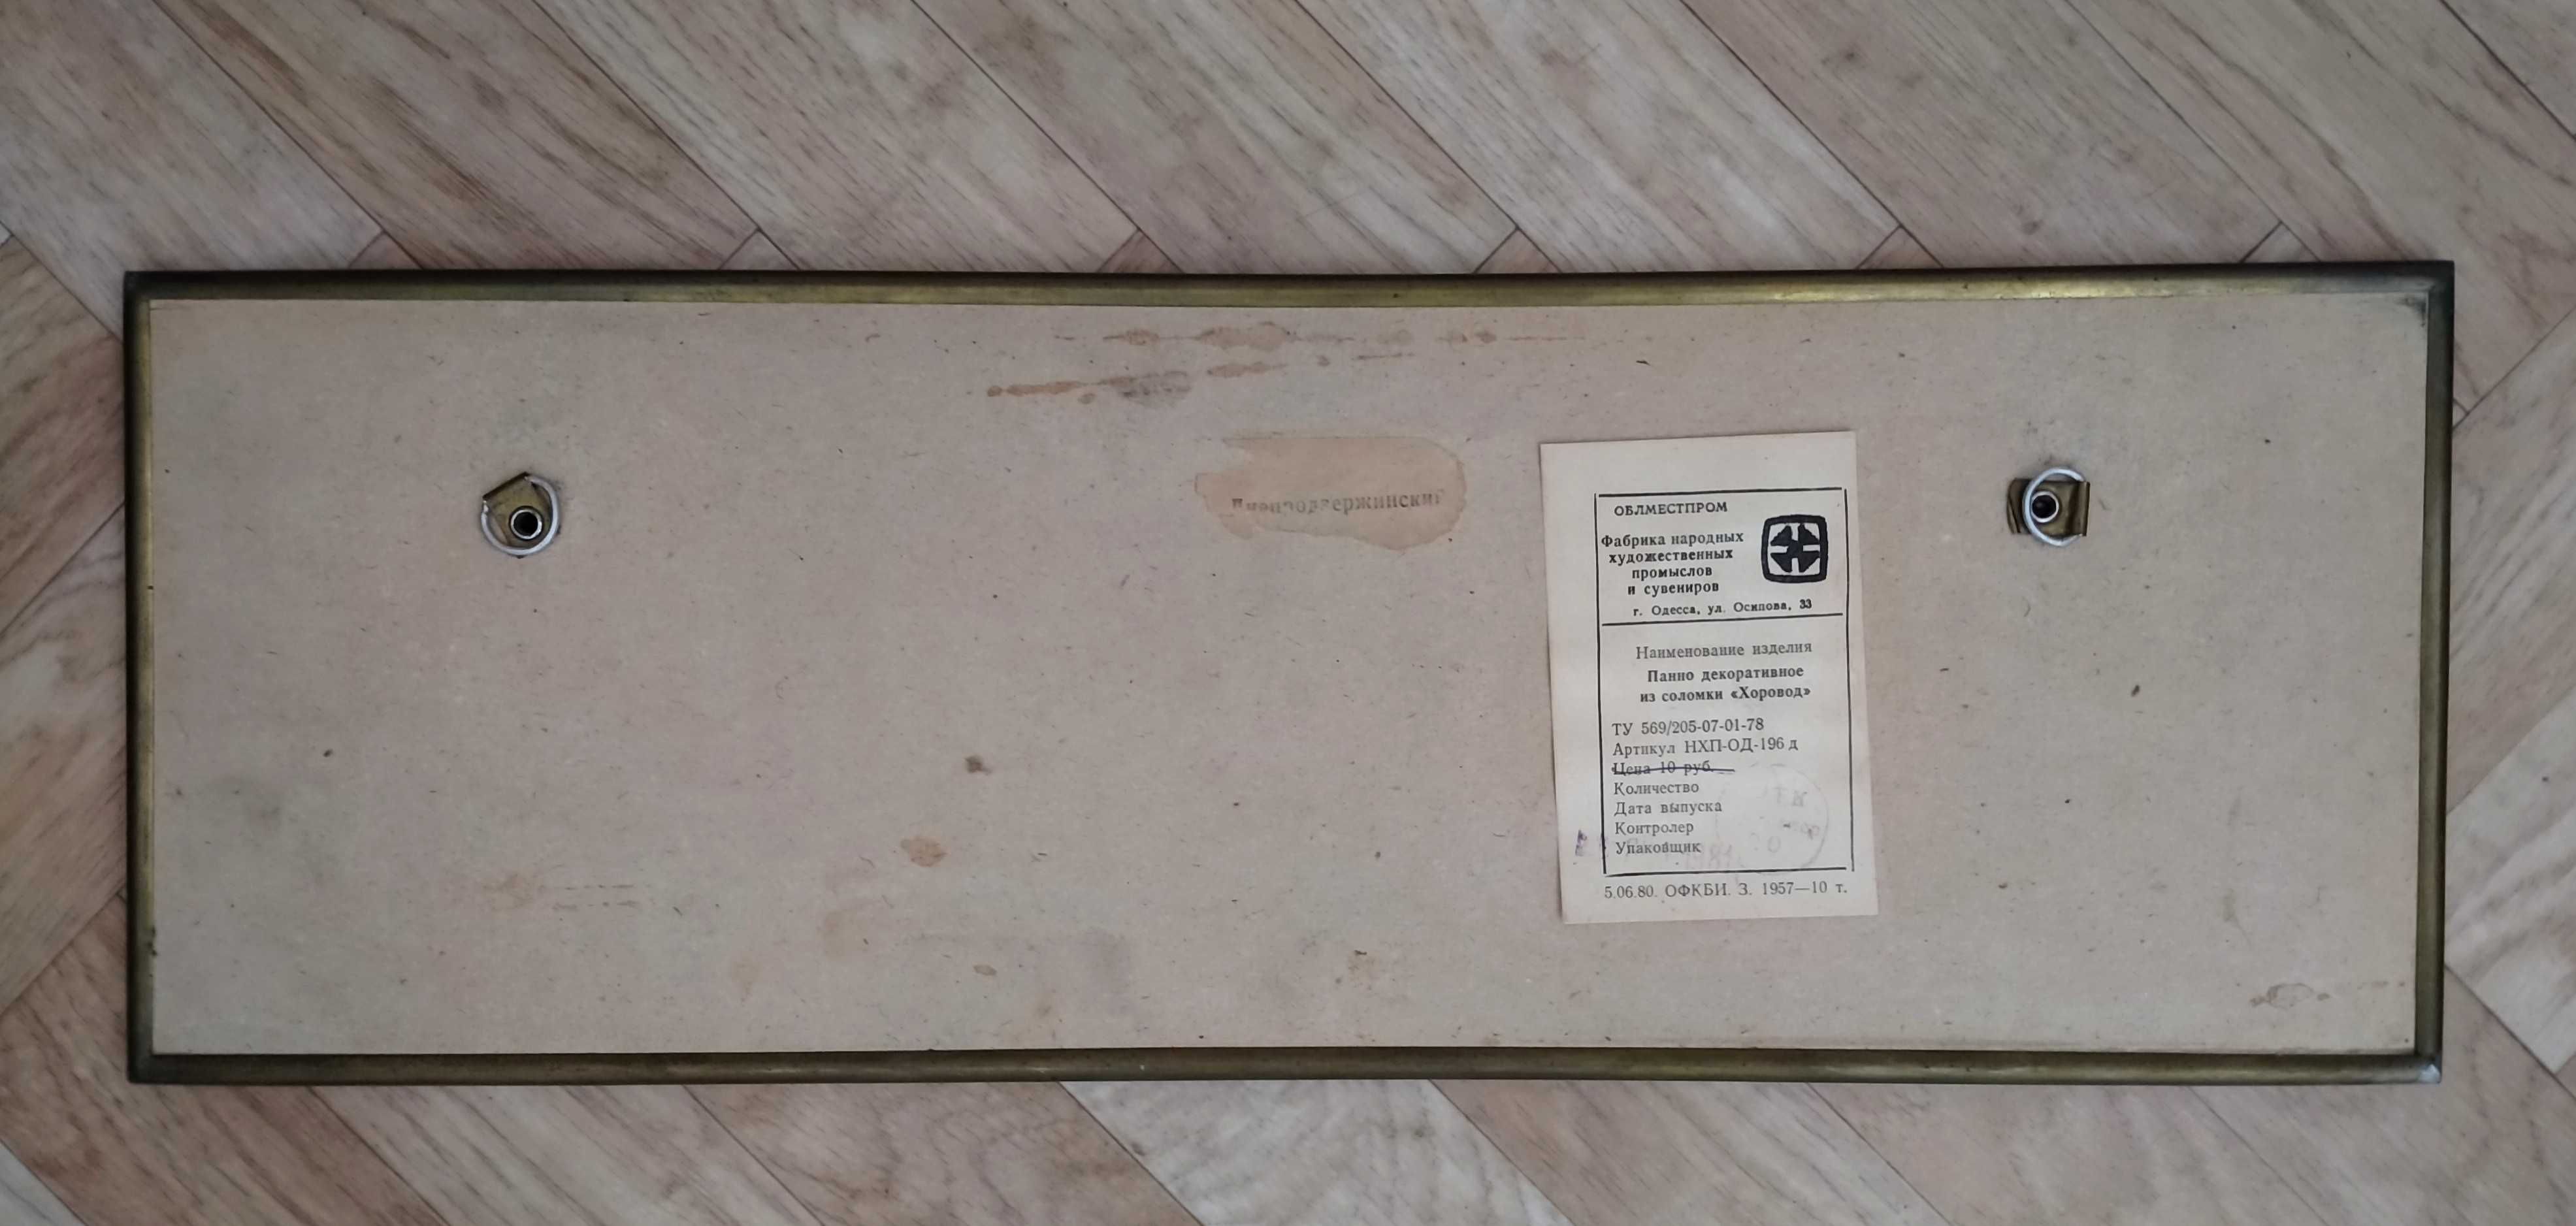 Днепродзержинский
ОБЛМЕСТПРОМ
Фабрика народных
художественных
промыслов
и сувениров
г. Одесса, ул. Осипова, 33
Наименование изделия
Панно декоративное
из соломки «Хоровод»
ТУ 569/205-07-01-78
Артикул НХП-ОД-196 д
Цена 10 руб.
Количество
Дата выпуска
Контролер
Упаковщик
5.06.80. ОФКБИ. З. 1957—10 т.